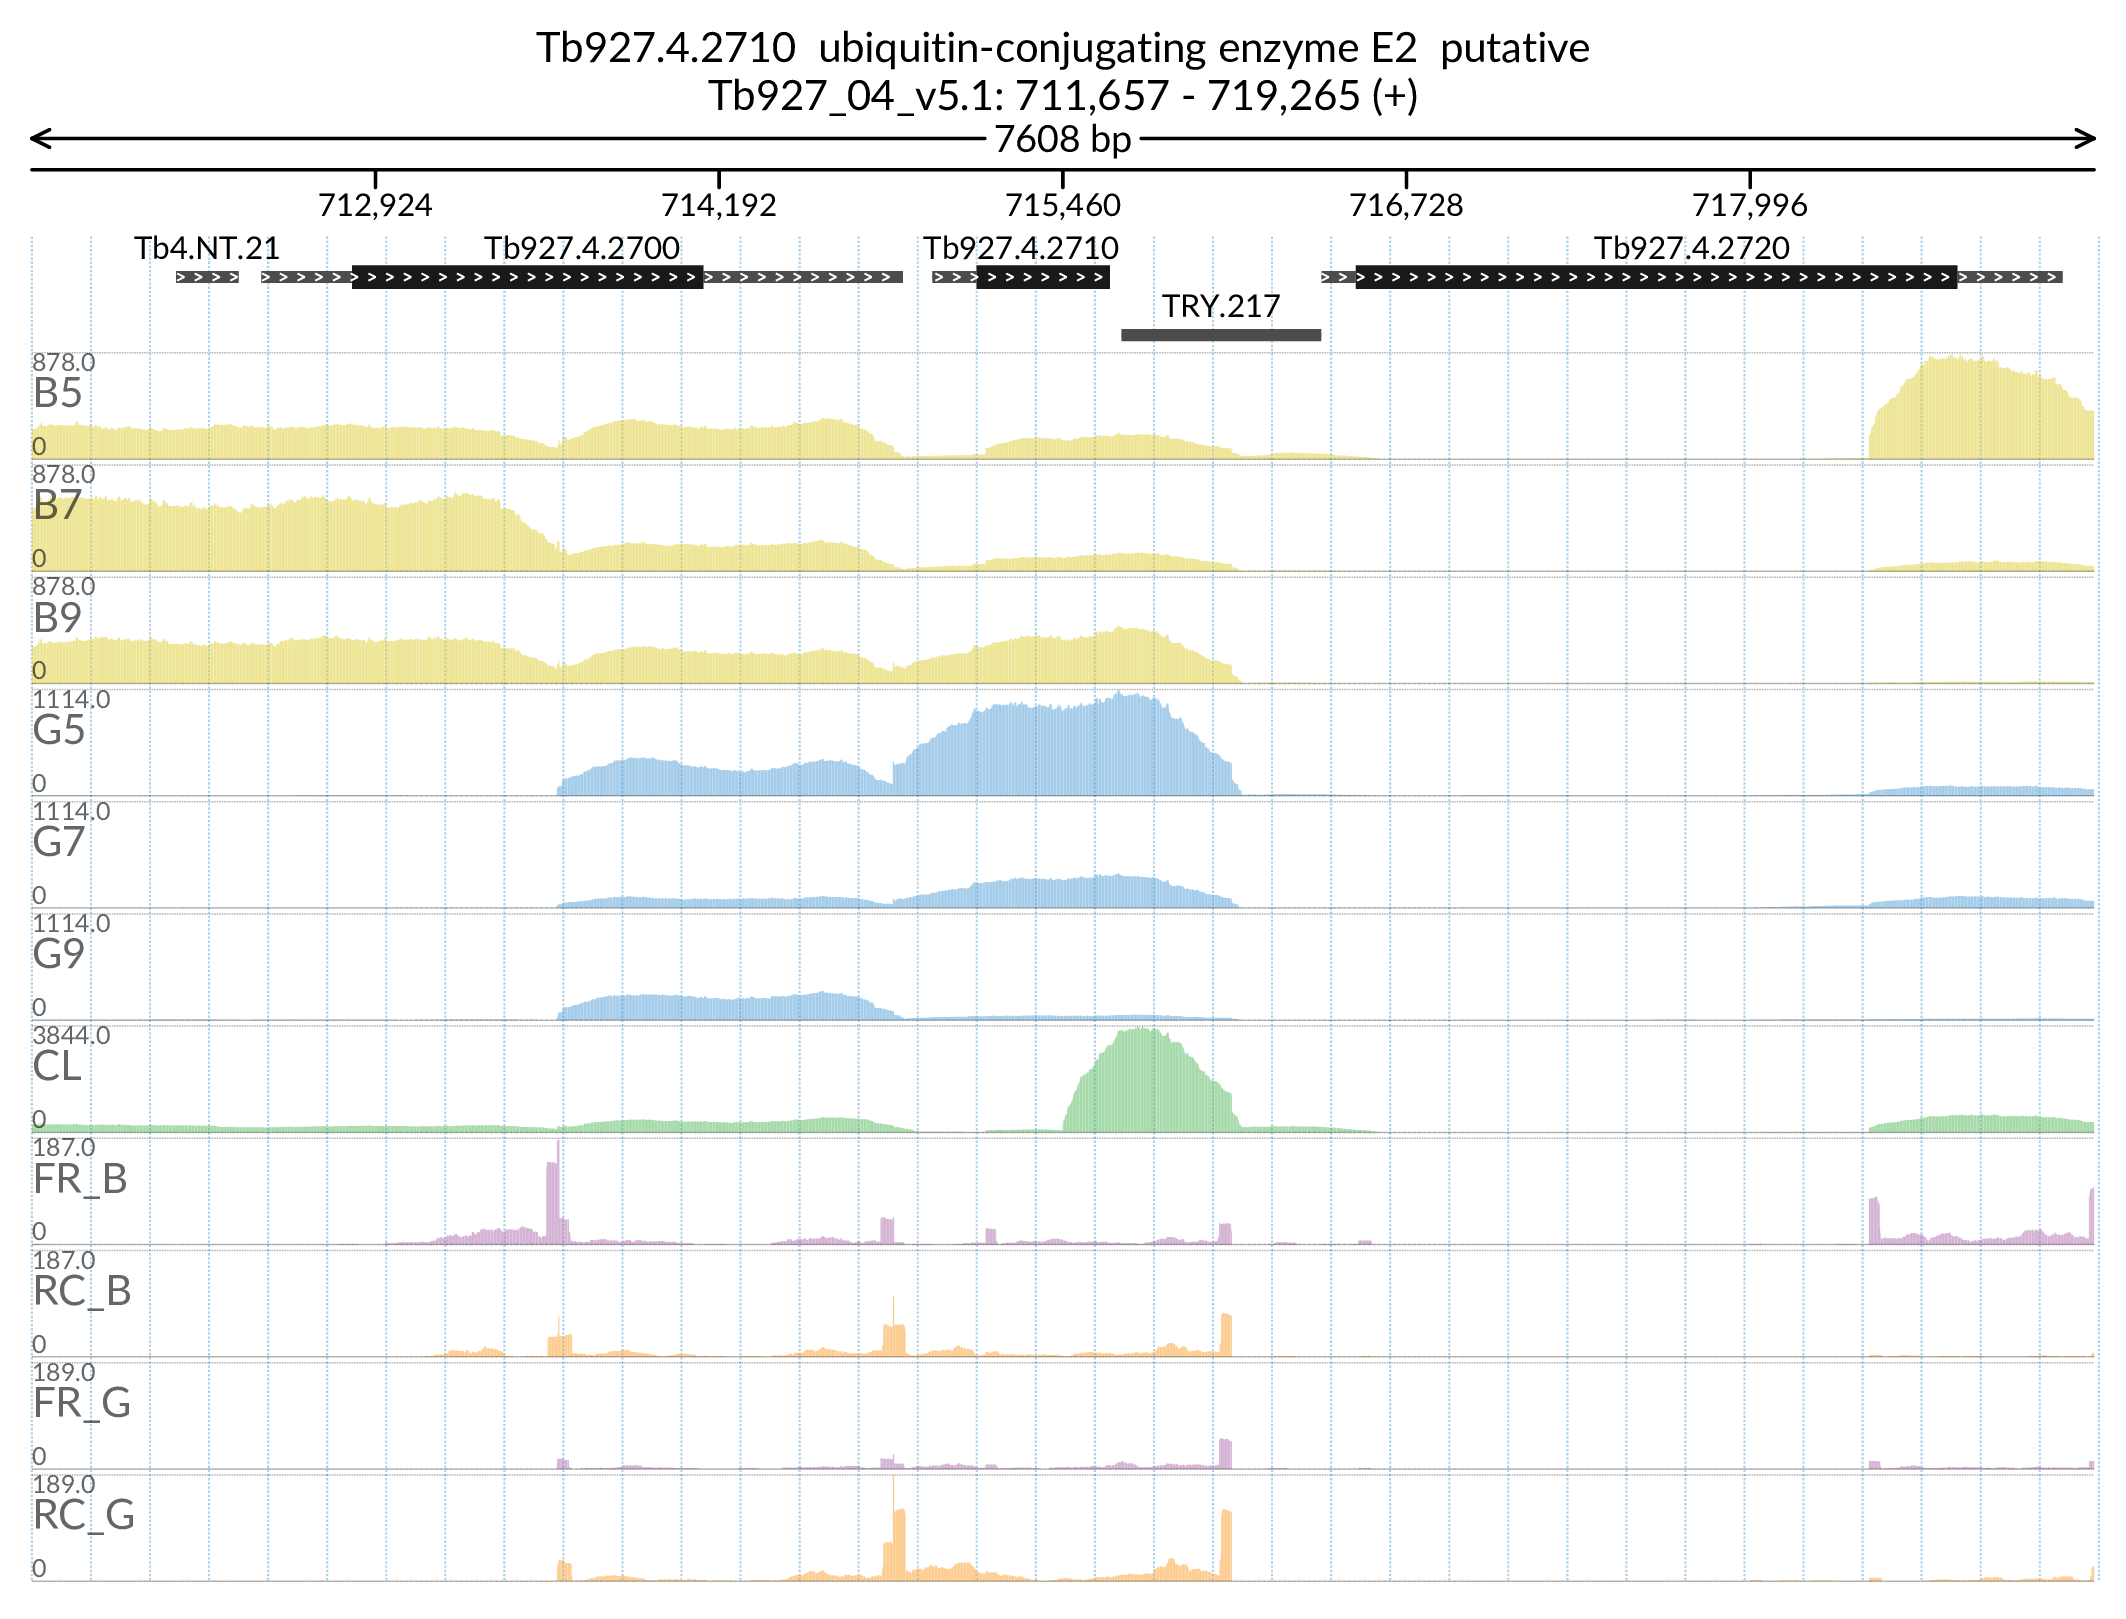 Tb927.4.2710  ubiquitin-conjugating enzyme E2  putative
Tb927_04_v5.1: 711,657 - 719,265 (+)
7608 bp
712,924 714,192 715,460 716,728 717,996
Tb4.NT.21 Tb927.4.2700 Tb927.4.2710 Tb927.4.2720
TRY.217
878.0
B5
0
878.0
B7
0
878.0
B9
0
1114.0
G5
0
1114.0
G7
0
1114.0
G9
0
3844.0
CL
0
187.0
FR_B
0
187.0
RC_B
0
189.0
FR_G
0
189.0
RC_G
0